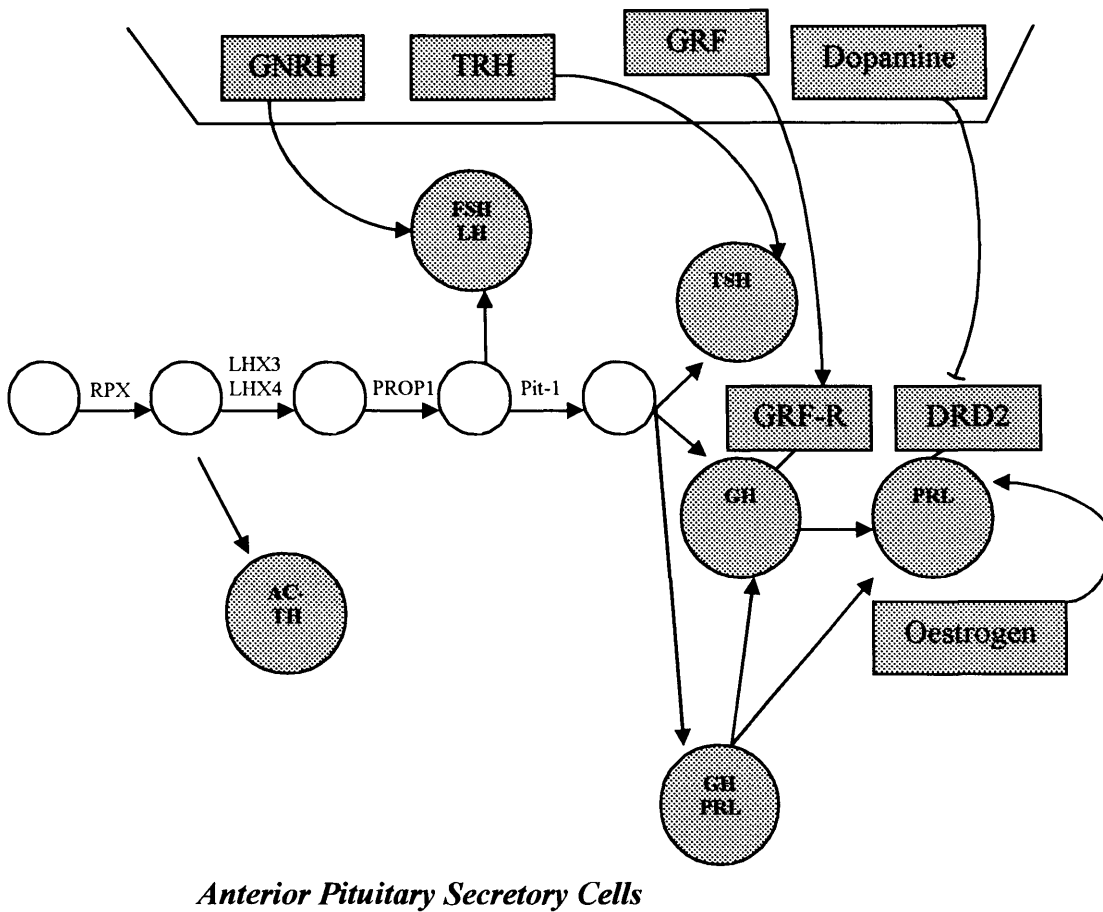 GNRH
TRH
GRF
Dopamine
FSH
LH
TSH
RPX
LHX3
LHX4
PROP1
Pit-1
GRF-R
DRD2
GH
PRL
AC-
TH
Oestrogen
GH
PRL
Anterior Pituitary Secretory Cells